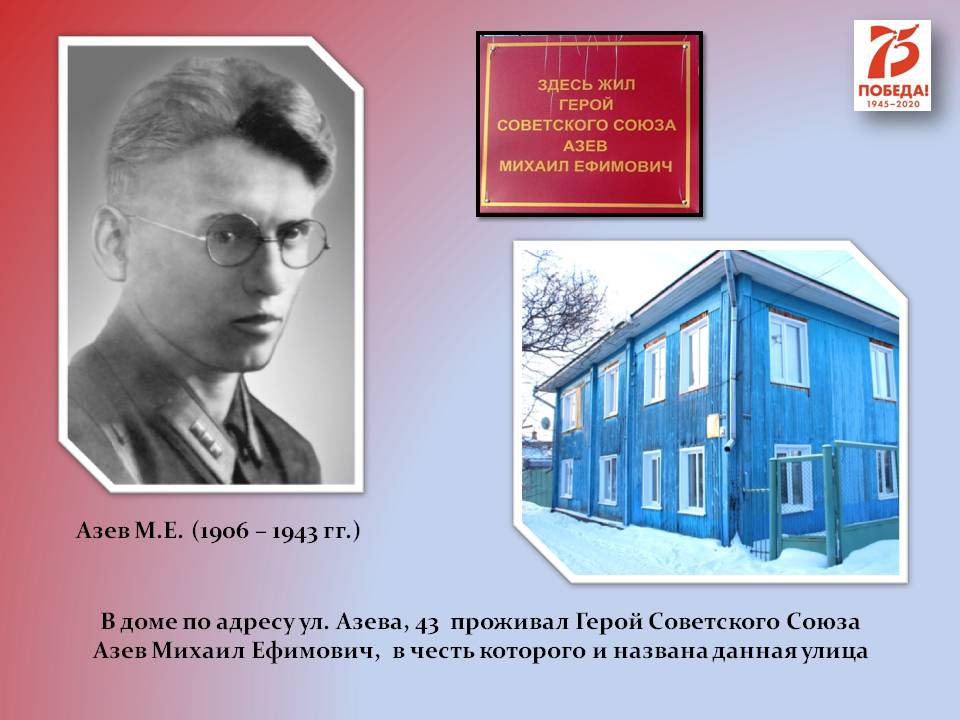 75
ПОБЕДА!
1945–2020
ЗДЕСЬ ЖИЛ
ГЕРОЙ
СОВЕТСКОГО СОЮЗА
АЗЕВ
МИХАИЛ ЕФИМОВИЧ
Азев М.Е. (1906 – 1943 гг.)
В доме по адресу ул. Азева, 43 проживал Герой Советского Союза
Азев Михаил Ефимович, в честь которого и названа данная улица